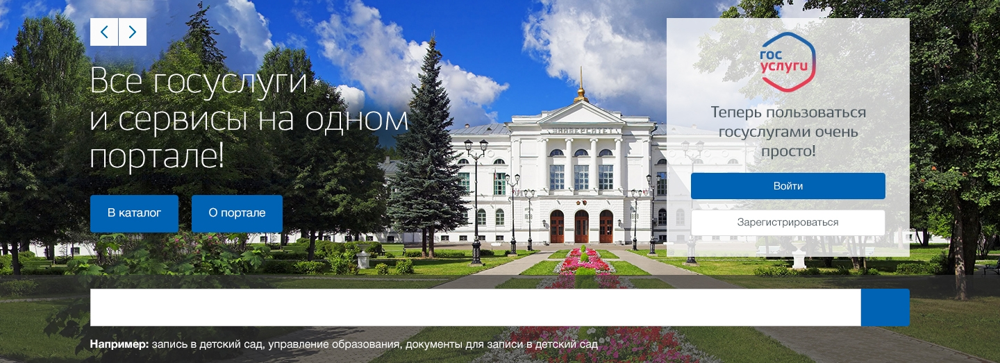 Все госуслуги
и сервисы на одном
портале!
В каталог
О портале
УНИВЕРСИТЕТ
гос
услуги
Теперь пользоваться
госуслугами очень
просто!
Войти
Зарегистрироваться
Например: запись в детский сад, управление образования, документы для записи в детский сад